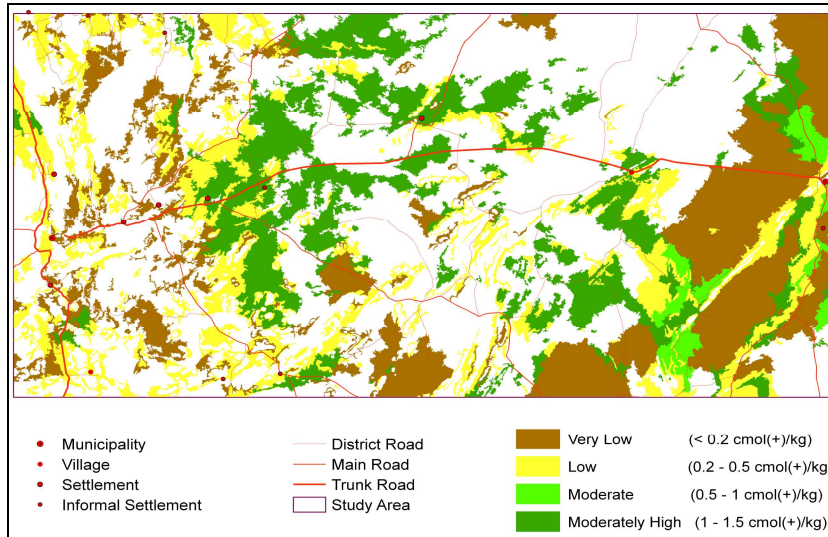 Municipality
Village
Settlement
Informal Settlement
District Road
Main Road
Trunk Road
Study Area
Very Low (< 0.2 cmol(+)/kg)
Low (0.2 - 0.5 cmol(+)/kg)
Moderate (0.5 - 1 cmol(+)/kg)
Moderately High (1 - 1.5 cmol(+)/kg)